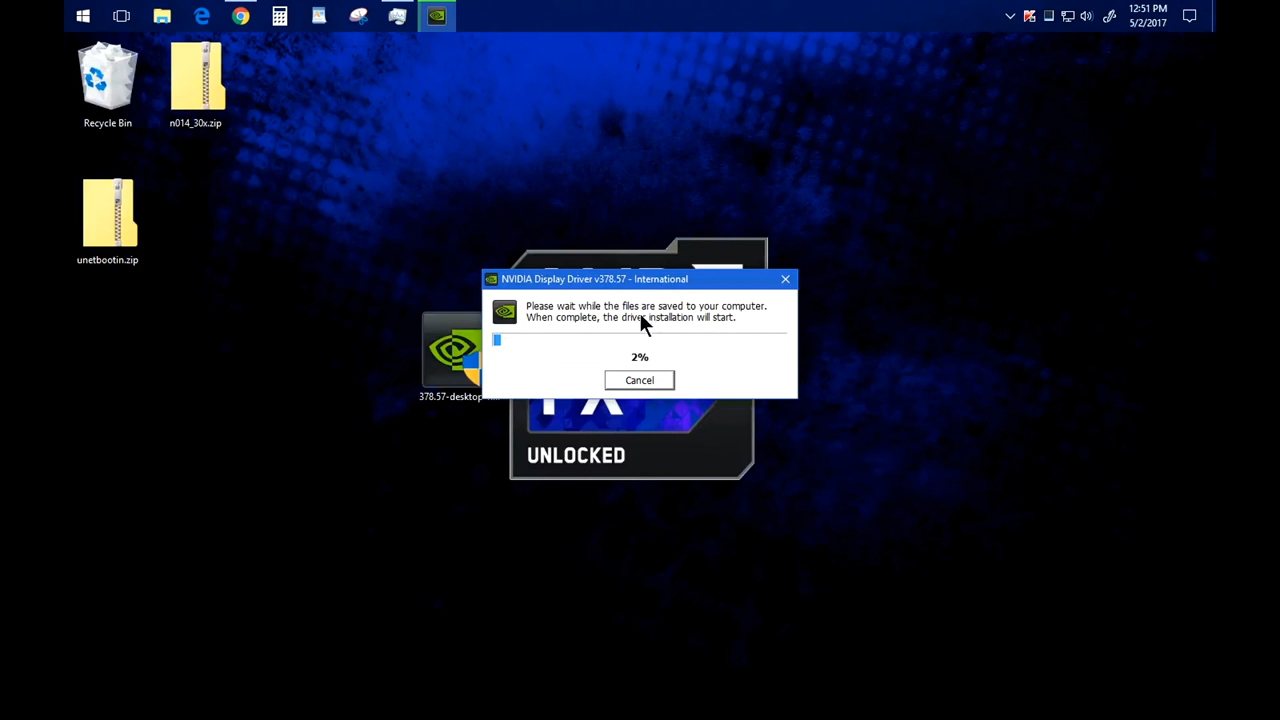 12:51 PM
5/2/2017
Recycle Bin
n014_30x.zip
unetbootin.zip
NVIDIA Display Driver v378.57 - International
Please wait while the files are saved to your computer.
When complete, the driver installation will start.
2%
Cancel
378.57-desktop-
UNLOCKED